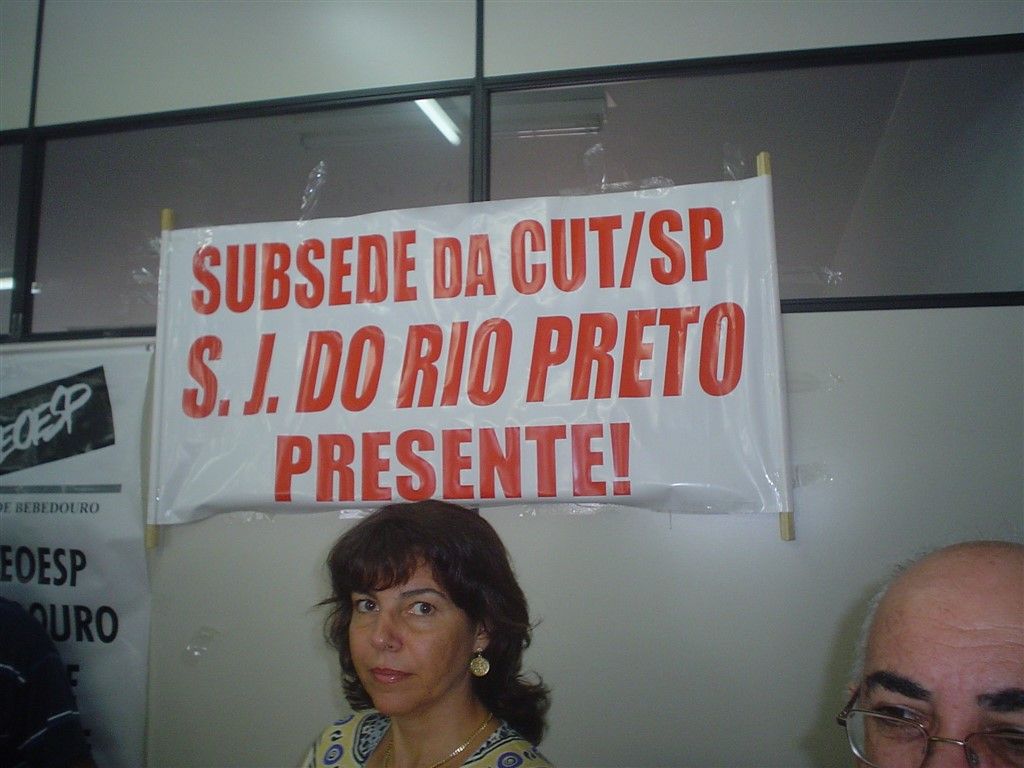 SUBSEDE DA CUT/SP
S. J. DO RIO PRETO
PRESENTE!
EOESP
DE BEBEDOURO
EOESP
OURO